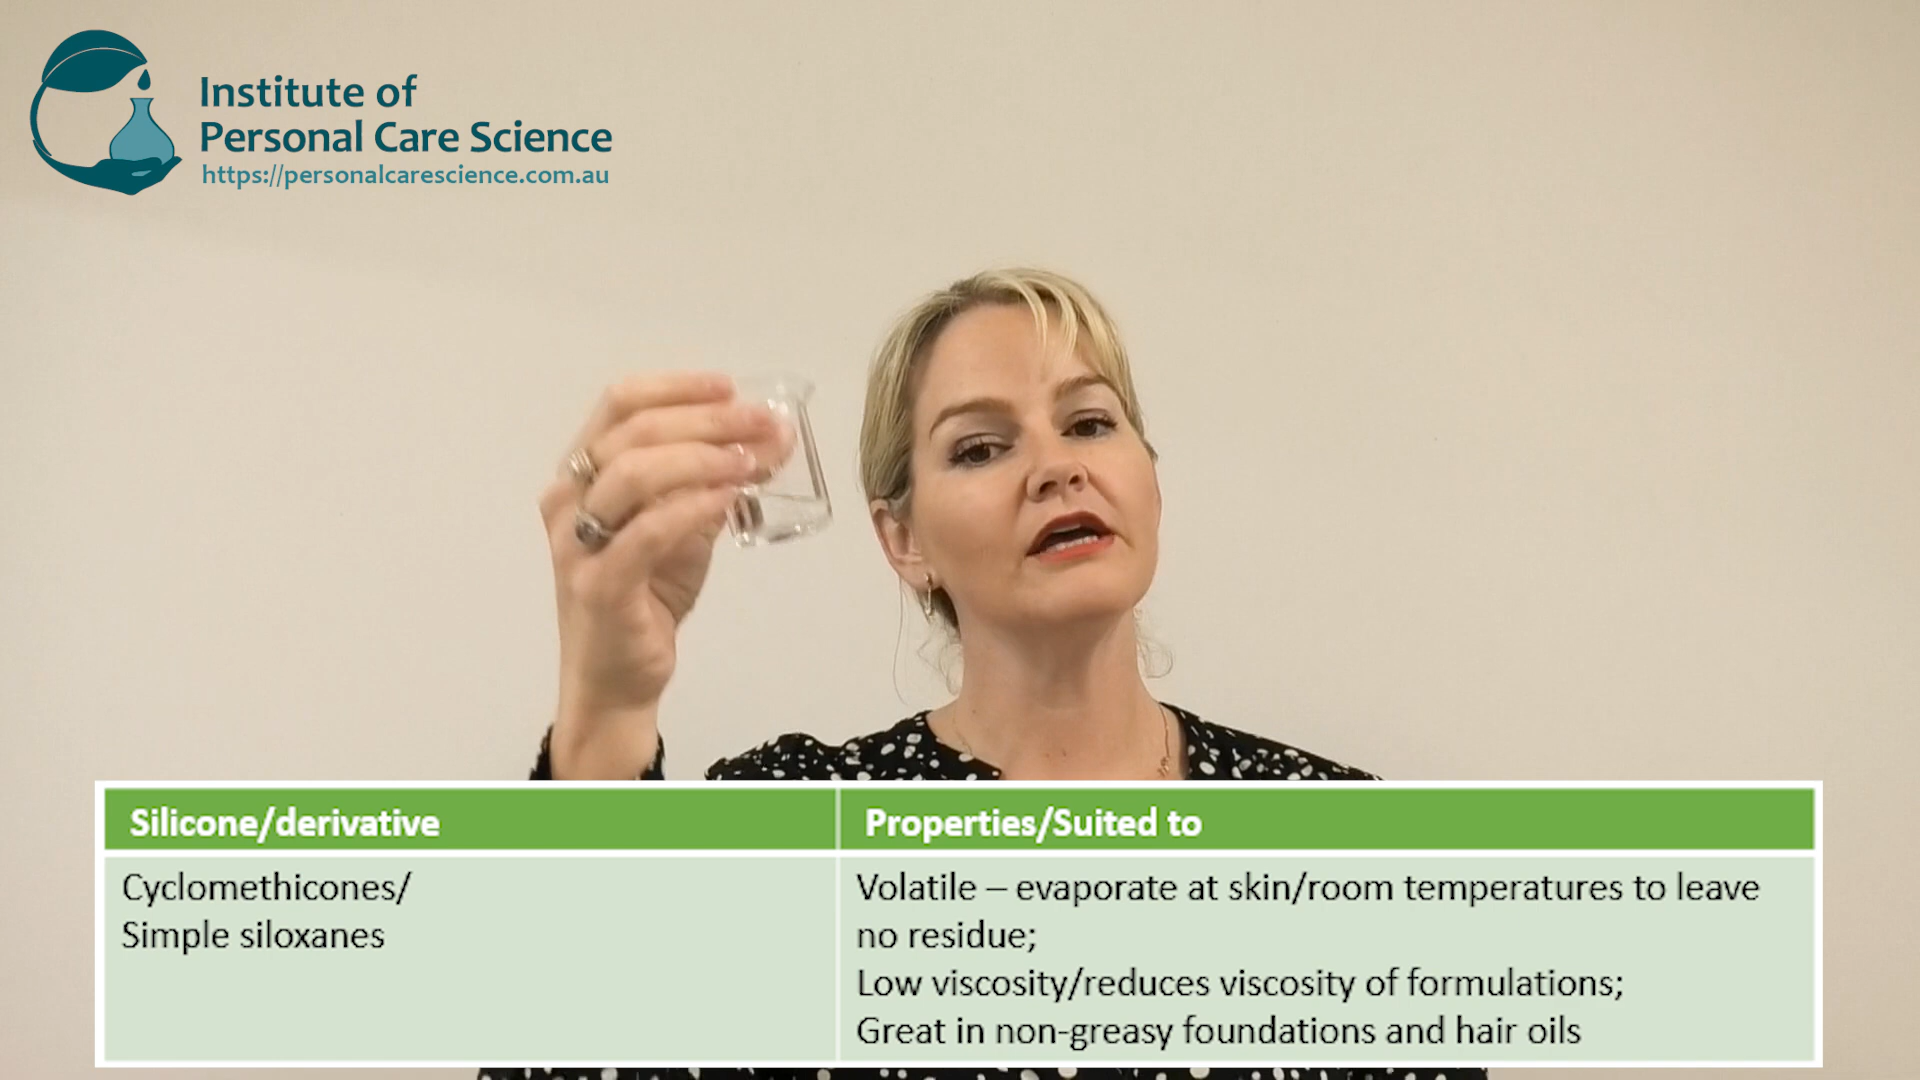 Institute of
Personal Care Science
https://personalcarescience.com.au
Silicone/derivative
Properties/Suited to
Cyclomethicones/
Simple siloxanes
Volatile – evaporate at skin/room temperatures to leave
no residue;
Low viscosity/reduces viscosity of formulations;
Great in non-greasy foundations and hair oils